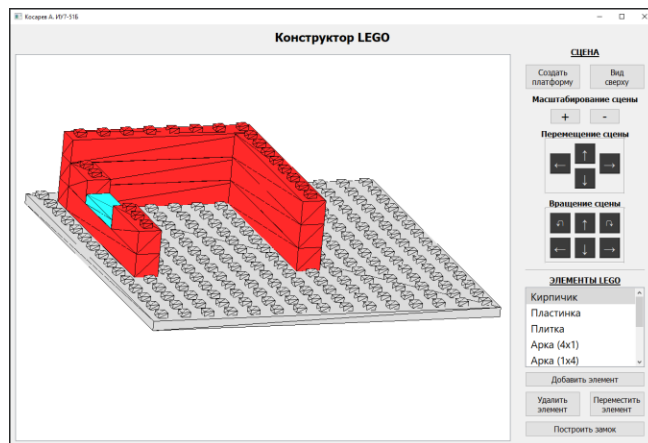 Косарев А. ИУ7-51Б
Конструктор LEGO
СЦЕНА
Создать
платформу
Вид
сверху
Масштабирование сцены
+ -
Перемещение сцены
↑
← →
↓
Вращение сцены
↶ ↑ ↷
← ↓ →
ЭЛЕМЕНТЫ LEGO
Кирпичик
Пластинка
Плитка
Арка (4x1)
Арка (1x4)
Добавить элемент
Удалить
элемент
Переместить
элемент
Построить замок